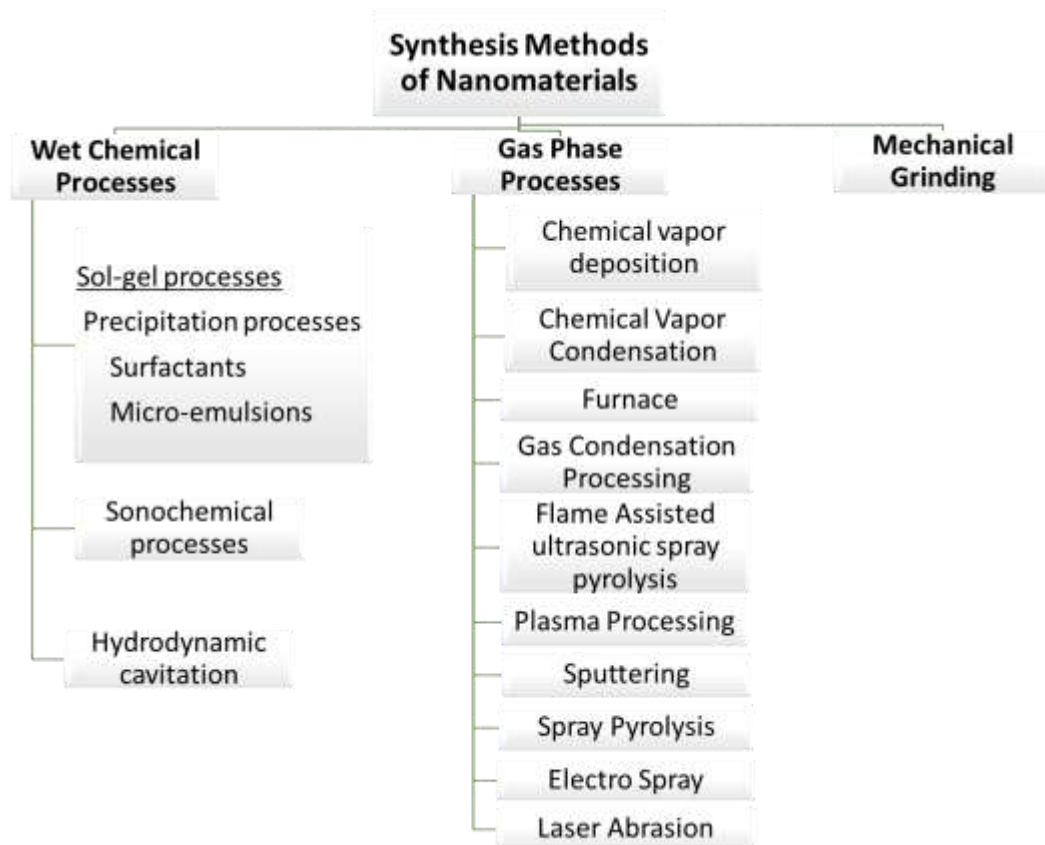 Synthesis Methods
of Nanomaterials
Wet Chemical
Processes
Sol-gel processes
Precipitation processes
Surfactants
Micro-emulsions
Sonochemical
processes
Hydrodynamic
cavitation
Gas Phase
Processes
Chemical vapor
deposition
Chemical Vapor
Condensation
Furnace
Gas Condensation
Processing
Flame Assisted
ultrasonic spray
pyrolysis
Plasma Processing
Sputtering
Spray Pyrolysis
Electro Spray
Laser Abrasion
Mechanical
Grinding